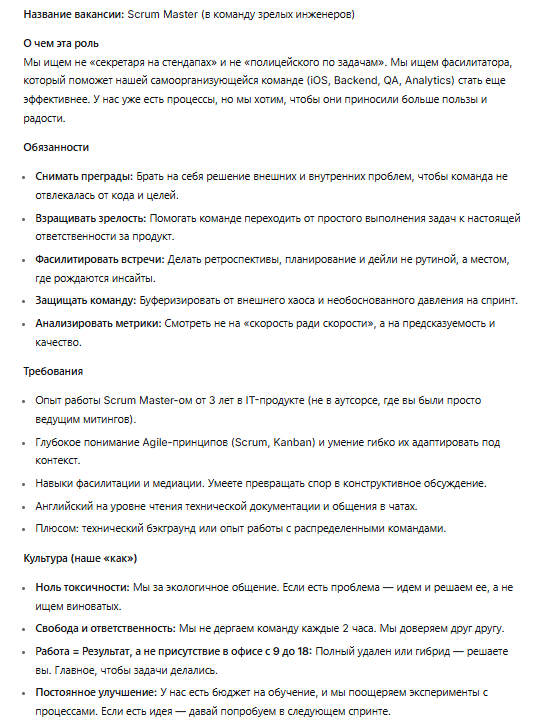 Название вакансии: Scrum Master (в команду зрелых инженеров)
О чем эта роль
Мы ищем не «секретаря на стендапах» и не «полицейского по задачам». Мы ищем фасилитатора,
который поможет нашей самоорганизующейся команде (iOS, Backend, QA, Analytics) стать еще
эффективнее. У нас уже есть процессы, но мы хотим, чтобы они приносили больше пользы и
радости.
Обязанности
• Снимать преграды: Брать на себя решение внешних и внутренних проблем, чтобы команда не
отвлекалась от кода и целей.
• Взращивать зрелость: Помогать команде переходить от простого выполнения задач к настоящей
ответственности за продукт.
• Фасилитировать встречи: Делать ретроспективы, планирование и дейли не рутиной, а местом,
где рождаются инсайты.
• Защищать команду: Буферизировать от внешнего хаоса и необоснованного давления на спринт.
• Анализировать метрики: Смотреть не на «скорость ради скорости», а на предсказуемость и
качество.
Требования
• Опыт работы Scrum Master-ом от 3 лет в IT-продукте (не в аутсорсе, где вы были просто
ведущим митингов).
• Глубокое понимание Agile-принципов (Scrum, Kanban) и умение гибко их адаптировать под
контекст.
• Навыки фасилитации и медиации. Умеете превращать спор в конструктивное обсуждение.
• Английский на уровне чтения технической документации и общения в чатах.
• Плюсом: технический бэкграунд или опыт работы с распределенными командами.
Культура (наше «как»)
• Ноль токсичности: Мы за экологичное общение. Если есть проблема — идем и решаем ее, а не
ищем виноватых.
• Свобода и ответственность: Мы не дергаем команду каждые 2 часа. Мы доверяем друг другу.
• Работа = Результат, а не присутствие в офисе с 9 до 18: Полный удален или гибрид — решаете
вы. Главное, чтобы задачи делались.
• Постоянное улучшение: У нас есть бюджет на обучение, и мы поощряем эксперименты с
процессами. Если есть идея — давай попробуем в следующем спринте.